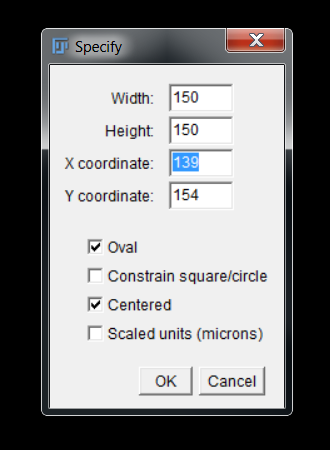 Specify
Width: 150
Height: 150
X coordinate: 139
Y coordinate: 154
Oval
Constrain square/circle
Centered
Scaled units (microns)
OK Cancel